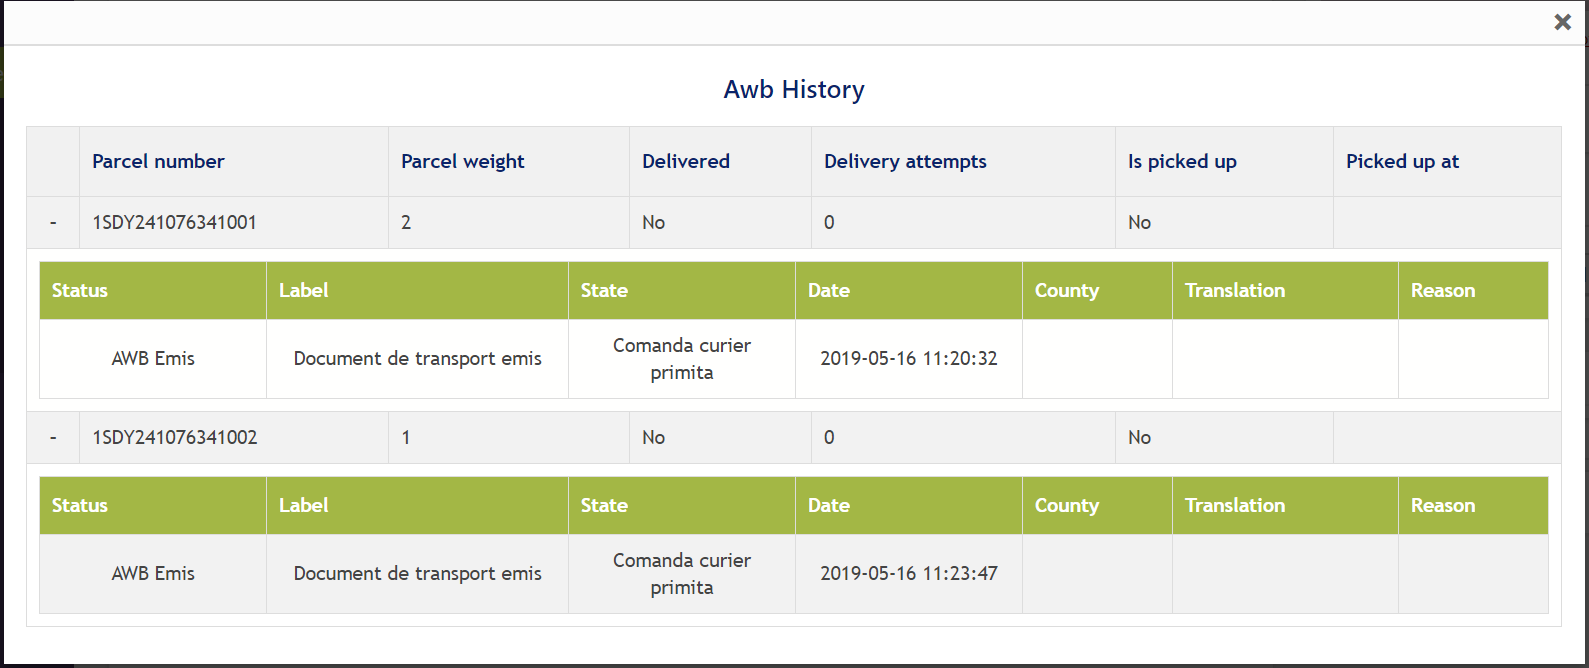 Awb History
Parcel number Parcel weight Delivered Delivery attempts Is picked up Picked up at
- 1SDY241076341001 2 No 0 No
Status Label State Date County Translation Reason
AWB Emis Document de transport emis Comanda curier primita 2019-05-16 11:20:32
- 1SDY241076341002 1 No 0 No
Status Label State Date County Translation Reason
AWB Emis Document de transport emis Comanda curier primita 2019-05-16 11:23:47